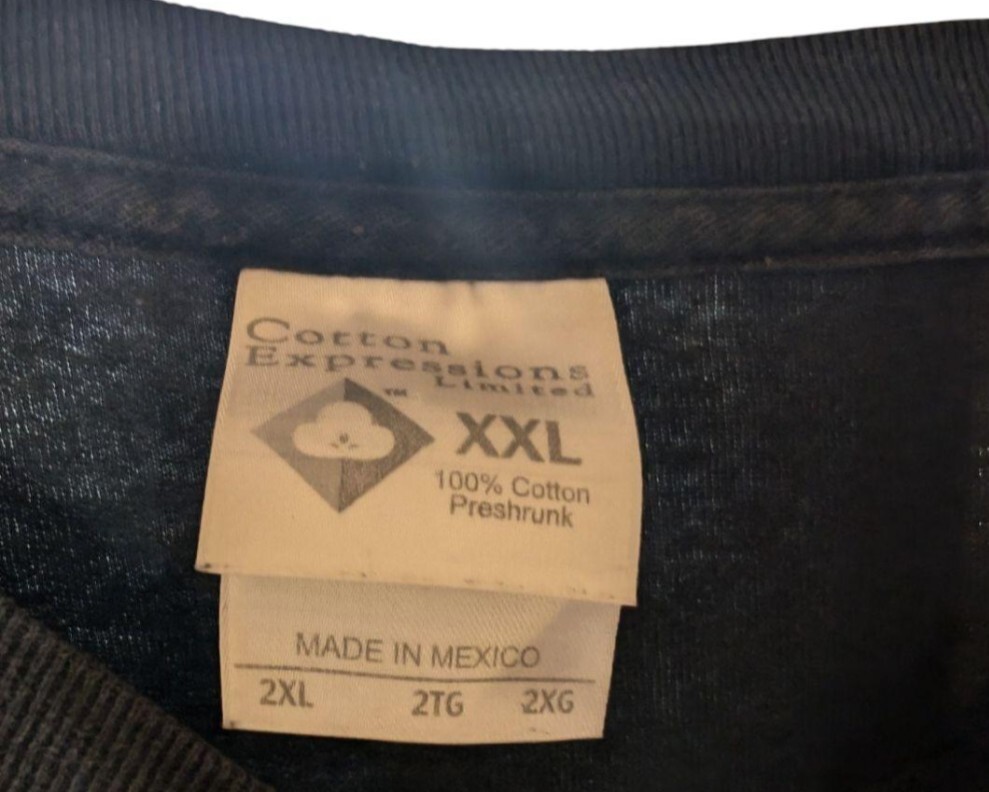 Cotton
Expressions
Limited
™
XXL
100% Cotton
Preshrunk
MADE IN MEXICO
2XL 2TG 2XG